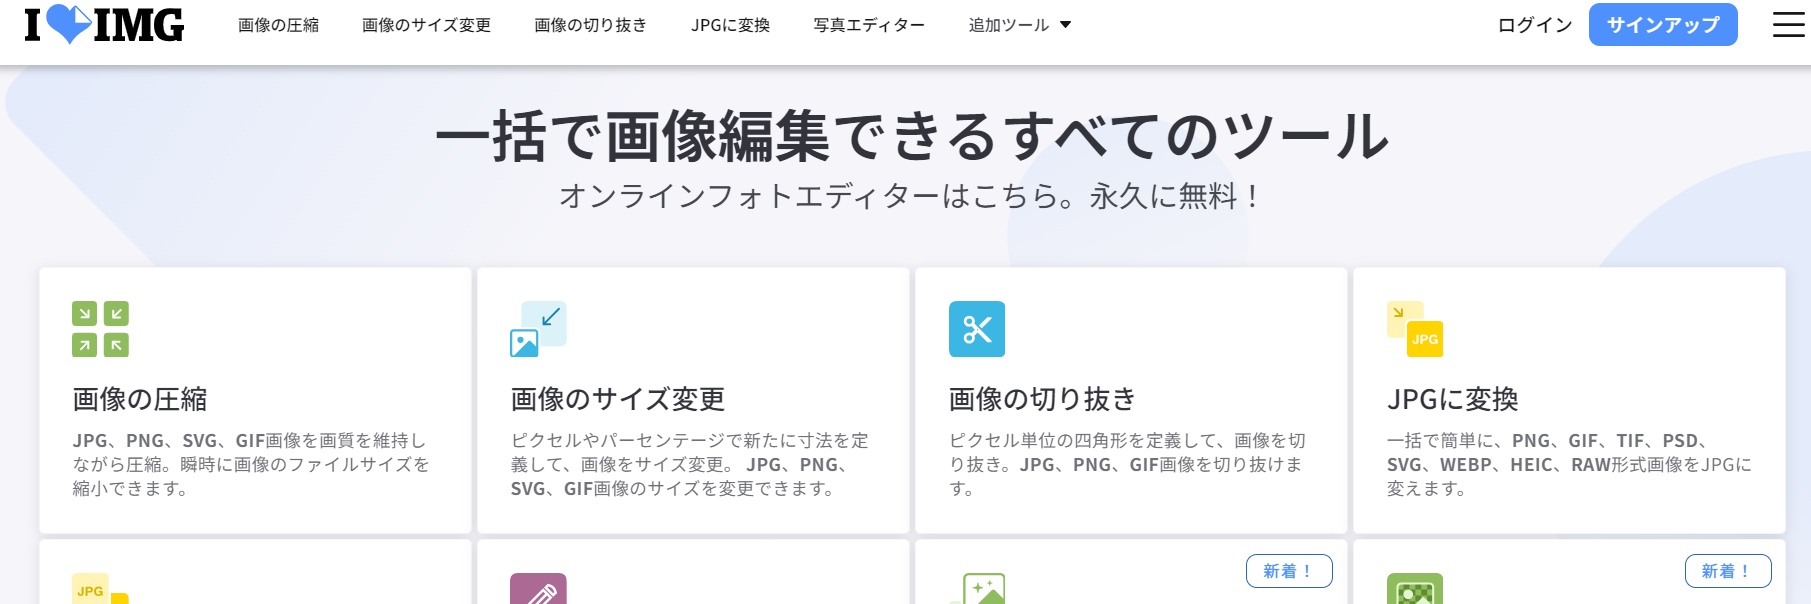 I IMG
画像の圧縮 画像のサイズ変更 画像の切り抜き JPGに変換 写真エディター 追加ツール ログイン サインアップ
一括で画像編集できるすべてのツール
オンラインフォトエディターはこちら。永久に無料！
画像の圧縮
JPG、PNG、SVG、GIF画像を画質を維持し
ながら圧縮。瞬時に画像のファイルサイズを
縮小できます。
画像のサイズ変更
ピクセルやパーセンテージで新たに寸法を定
義して、画像をサイズ変更。 JPG、PNG、
SVG、GIF画像のサイズを変更できます。
画像の切り抜き
ピクセル単位の四角形を定義して、画像を切
り抜き。JPG、PNG、GIF画像を切り抜けま
す。
JPG
JPGに変換
一括で簡単に、PNG、GIF、TIF、PSD、
SVG、WEBP、HEIC、RAW形式画像をJPGに
変えます。
JPG
新着！
新着！